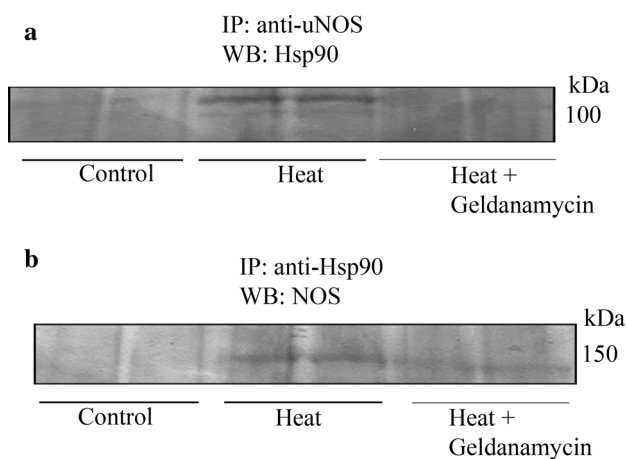 a
IP: anti-uNOS
WB: Hsp90
kDa
100
Control
Heat
Heat +
Geldanamycin
b
IP: anti-Hsp90
WB: NOS
kDa
150
Control
Heat
Heat +
Geldanamycin